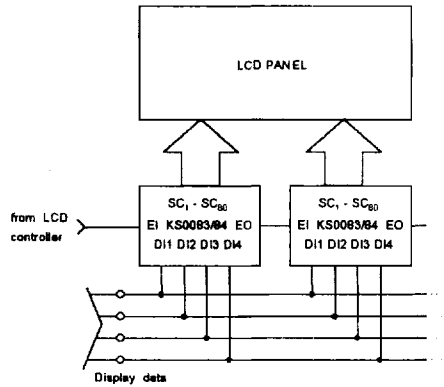 LCD PANEL
SC1 - SC80
SC1 - SC80
from LCD
controller
EI KS0083/84 EO
EI KS0083/84 EO
DI1 DI2 DI3 DI4
DI1 DI2 DI3 DI4
Display data